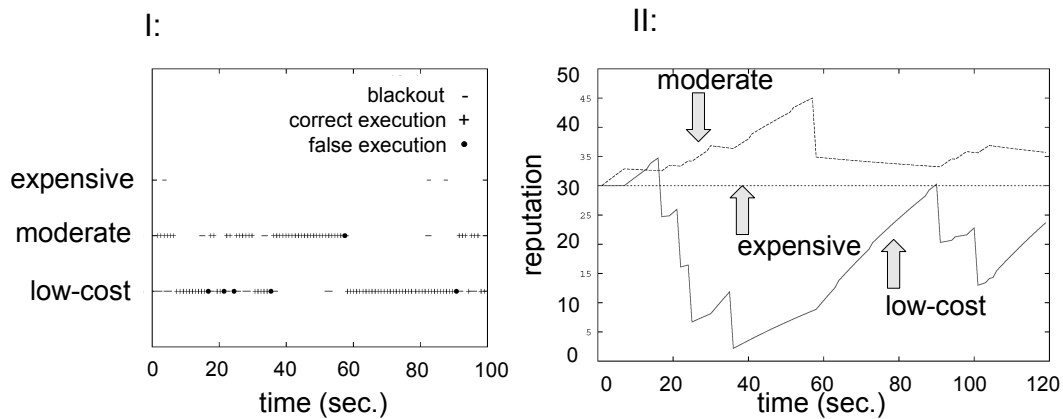 I:
blackout -
correct execution +
false execution •
expensive
moderate
low-cost
0 20 40 60 80 100
time (sec.)
II:
50
45
40
35
30
25
20
15
10
5
0
reputation
moderate
expensive
low-cost
0 20 40 60 80 100 120
time (sec.)